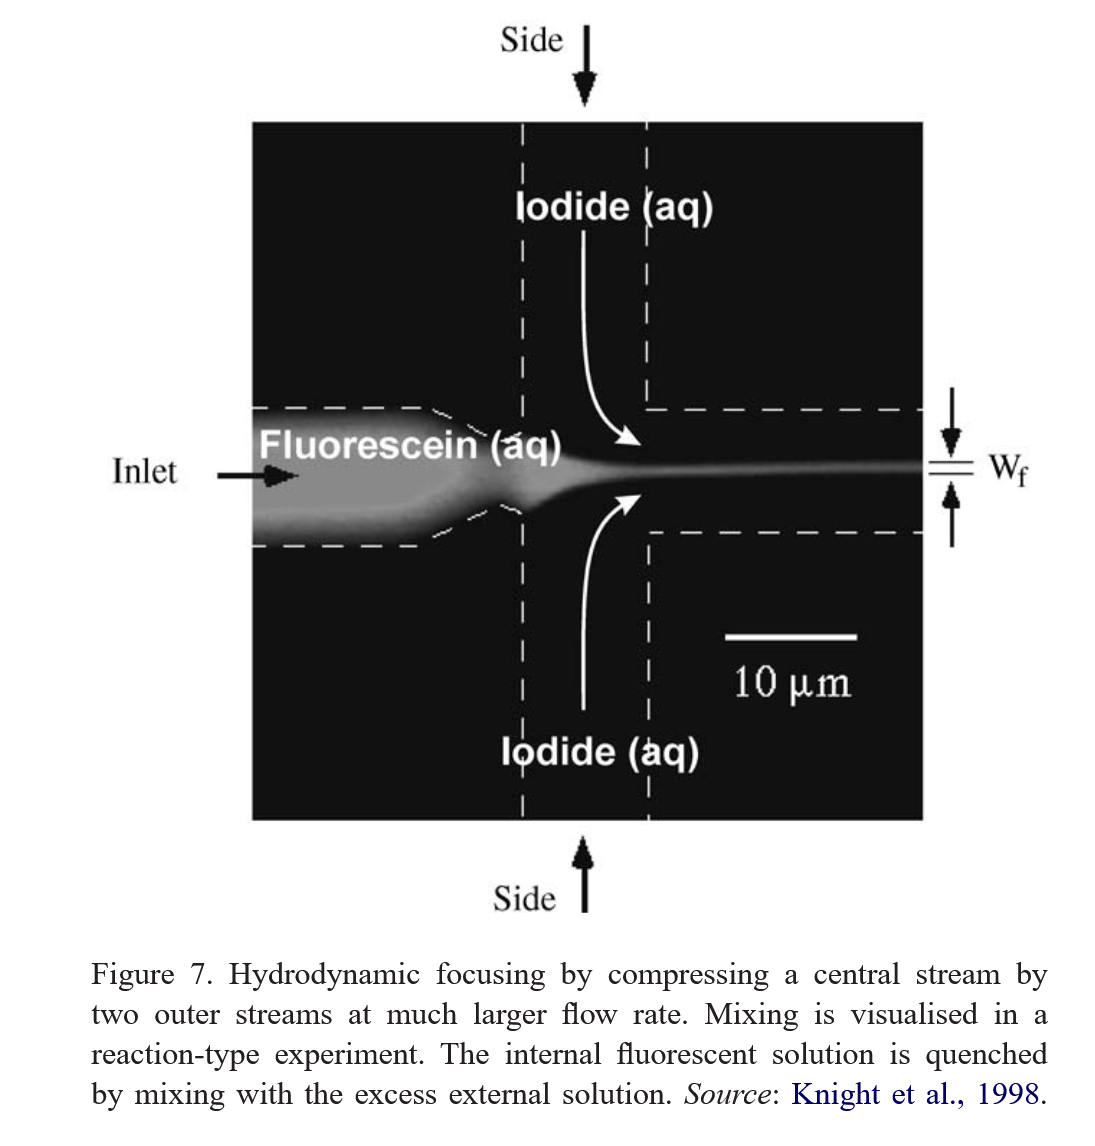 Side
Iodide (aq)
Fluorescein (aq)
Inlet
Wf
10 μm
Iodide (aq)
Side
Figure 7. Hydrodynamic focusing by compressing a central stream by
two outer streams at much larger flow rate. Mixing is visualised in a
reaction-type experiment. The internal fluorescent solution is quenched
by mixing with the excess external solution. Source: Knight et al., 1998.